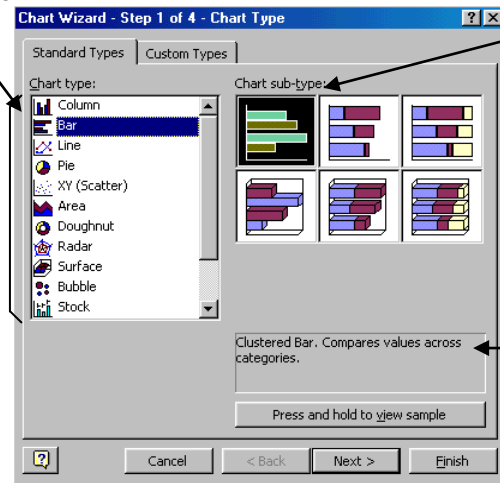 Chart Wizard - Step 1 of 4 - Chart Type
Standard Types
Custom Types
Chart type:
Column
Bar
Line
Pie
XY (Scatter)
Area
Doughnut
Radar
Surface
Bubble
Stock
Chart sub-type:
Clustered Bar. Compares values across
categories.
Press and hold to view sample
Cancel
< Back
Next >
Finish